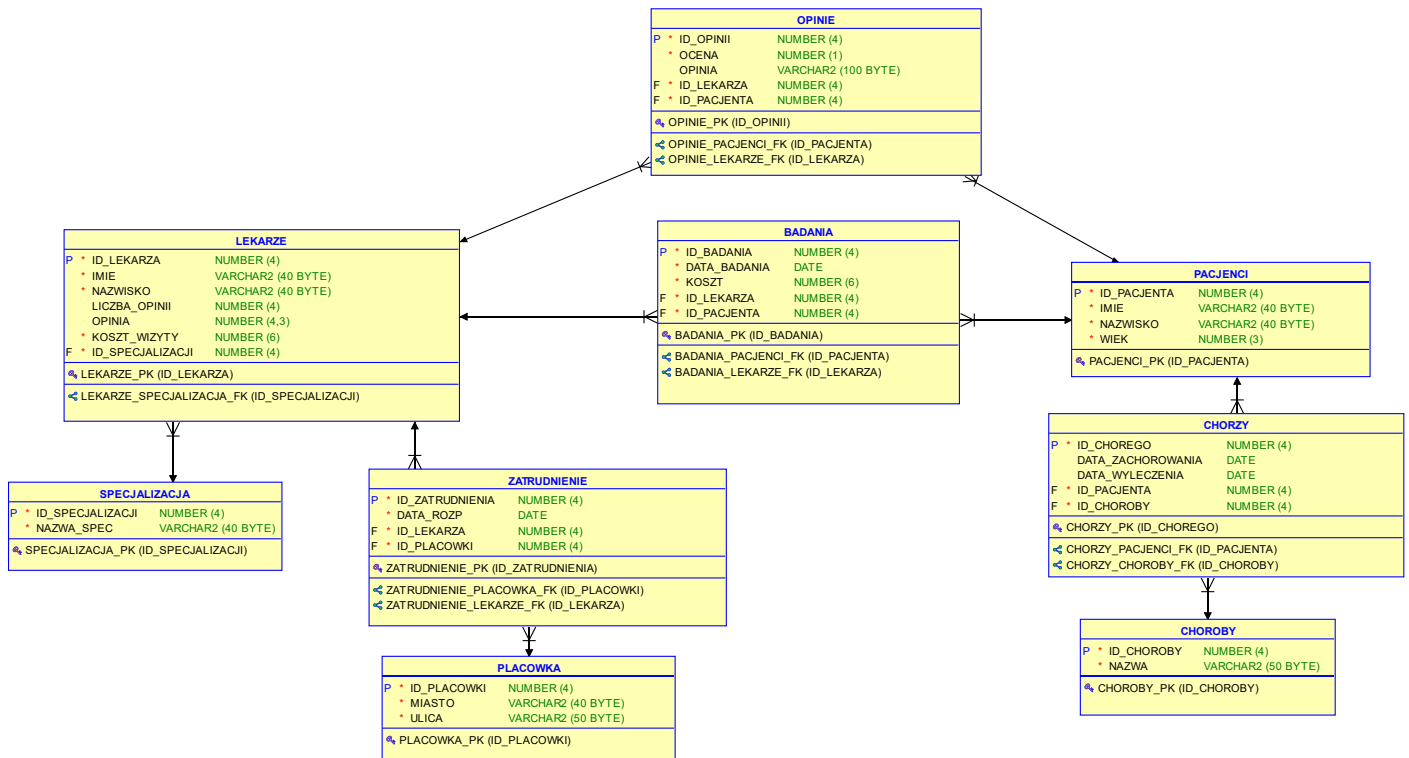 OPINIE
P * ID_OPINII NUMBER (4)
* OCENA NUMBER (1)
OPINIA VARCHAR2 (100 BYTE)
F * ID_LEKARZA NUMBER (4)
F * ID_PACJENTA NUMBER (4)
OPINIE_PK (ID_OPINII)
OPINIE_PACJENCI_FK (ID_PACJENTA)
OPINIE_LEKARZE_FK (ID_LEKARZA)
LEKARZE
P * ID_LEKARZA NUMBER (4)
* IMIE VARCHAR2 (40 BYTE)
* NAZWISKO VARCHAR2 (40 BYTE)
LICZBA_OPINII NUMBER (4)
OPINIA NUMBER (4,3)
* KOSZT_WIZYTY NUMBER (6)
F * ID_SPECJALIZACJI NUMBER (4)
LEKARZE_PK (ID_LEKARZA)
LEKARZE_SPECJALIZACJA_FK (ID_SPECJALIZACJI)
BADANIA
P * ID_BADANIA NUMBER (4)
* DATA_BADANIA DATE
* KOSZT NUMBER (6)
F * ID_LEKARZA NUMBER (4)
F * ID_PACJENTA NUMBER (4)
BADANIA_PK (ID_BADANIA)
BADANIA_PACJENCI_FK (ID_PACJENTA)
BADANIA_LEKARZE_FK (ID_LEKARZA)
PACJENCI
P * ID_PACJENTA NUMBER (4)
* IMIE VARCHAR2 (40 BYTE)
* NAZWISKO VARCHAR2 (40 BYTE)
* WIEK NUMBER (3)
PACJENCI_PK (ID_PACJENTA)
SPECJALIZACJA
P * ID_SPECJALIZACJI NUMBER (4)
* NAZWA_SPEC VARCHAR2 (40 BYTE)
SPECJALIZACJA_PK (ID_SPECJALIZACJI)
ZATRUDNIENIE
P * ID_ZATRUDNIENIA NUMBER (4)
* DATA_ROZP DATE
F * ID_LEKARZA NUMBER (4)
F * ID_PLACOWKI NUMBER (4)
ZATRUDNIENIE_PK (ID_ZATRUDNIENIA)
ZATRUDNIENIE_PLACOWKA_FK (ID_PLACOWKI)
ZATRUDNIENIE_LEKARZE_FK (ID_LEKARZA)
CHORZY
P * ID_CHOREGO NUMBER (4)
DATA_ZACHOROWANIA DATE
DATA_WYLECZENIA DATE
F * ID_PACJENTA NUMBER (4)
F * ID_CHOROBY NUMBER (4)
CHORZY_PK (ID_CHOREGO)
CHORZY_PACJENCI_FK (ID_PACJENTA)
CHORZY_CHOROBY_FK (ID_CHOROBY)
PLACOWKA
P * ID_PLACOWKI NUMBER (4)
* MIASTO VARCHAR2 (40 BYTE)
* ULICA VARCHAR2 (50 BYTE)
PLACOWKA_PK (ID_PLACOWKI)
CHOROBY
P * ID_CHOROBY NUMBER (4)
* NAZWA VARCHAR2 (50 BYTE)
CHOROBY_PK (ID_CHOROBY)